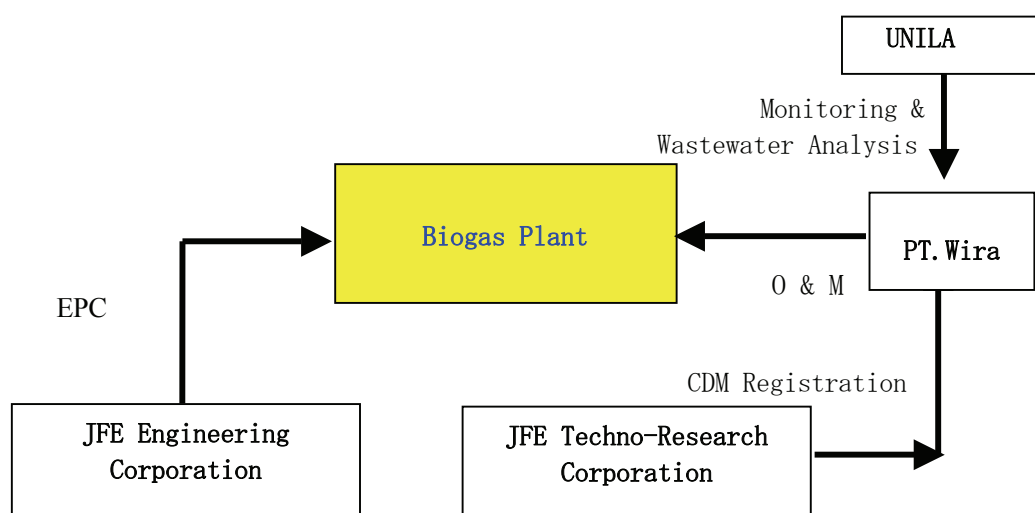 UNILA
Monitoring &
Wastewater Analysis
Biogas Plant
PT.Wira
O & M
EPC
CDM Registration
JFE Engineering
Corporation
JFE Techno-Research
Corporation